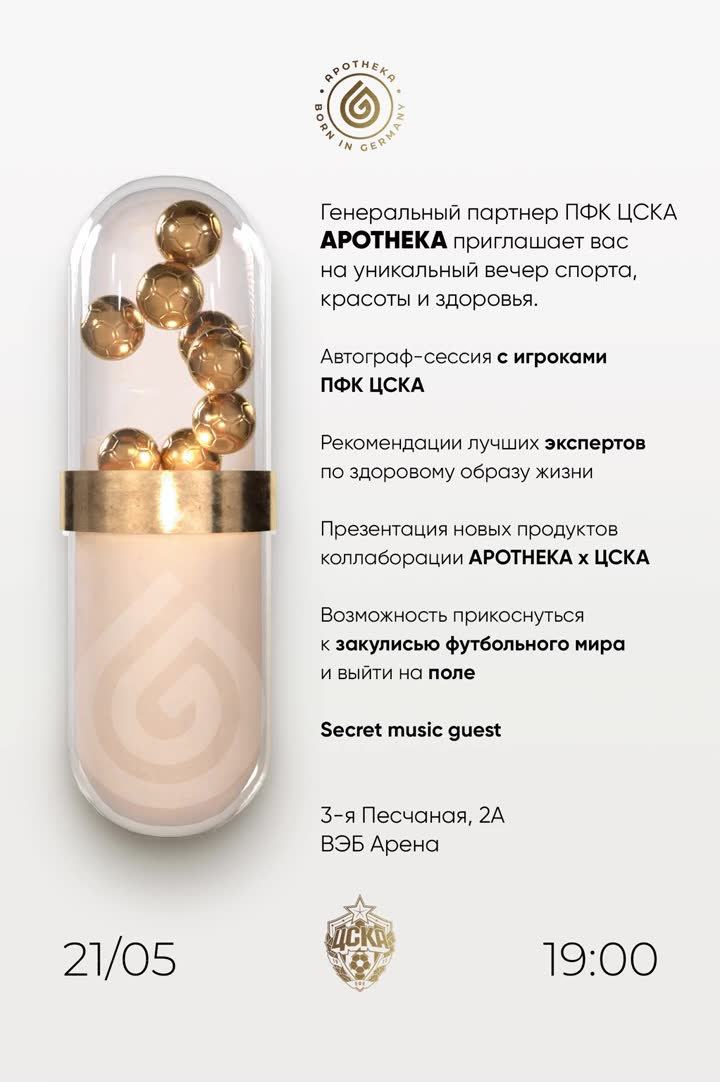 APOTHEKA
BORN IN GERMANY
Генеральный партнер ПФК ЦСКА
APOTHEKA приглашает вас
на уникальный вечер спорта,
красоты и здоровья.
Автограф-сессия с игроками
ПФК ЦСКА
Рекомендации лучших экспертов
по здоровому образу жизни
Презентация новых продуктов
коллаборации APOTHEKA x ЦСКА
Возможность прикоснуться
к закулисью футбольного мира
и выйти на поле
Secret music guest
3-я Песчаная, 2А
ВЭБ Арена
21/05
ЦСКА
19:00